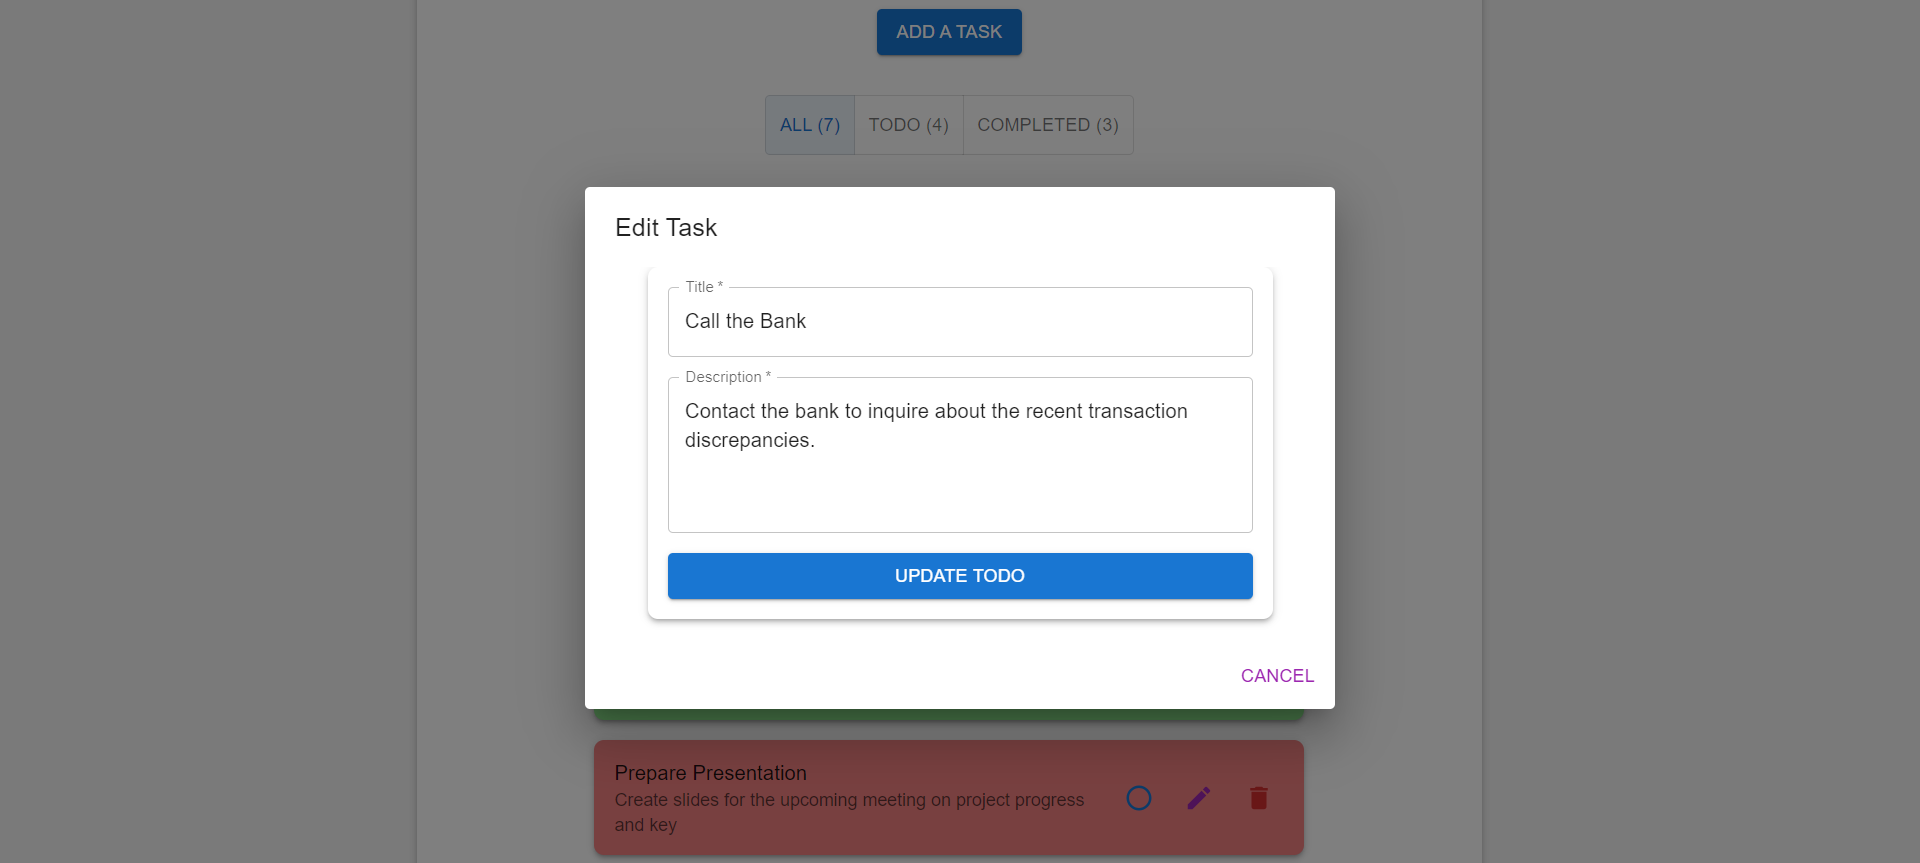 ADD A TASK
ALL (7)
TODO (4)
COMPLETED (3)
Edit Task
Title *
Call the Bank
Description *
Contact the bank to inquire about the recent transaction
discrepancies.
UPDATE TODO
CANCEL
Prepare Presentation
Create slides for the upcoming meeting on project progress
and key